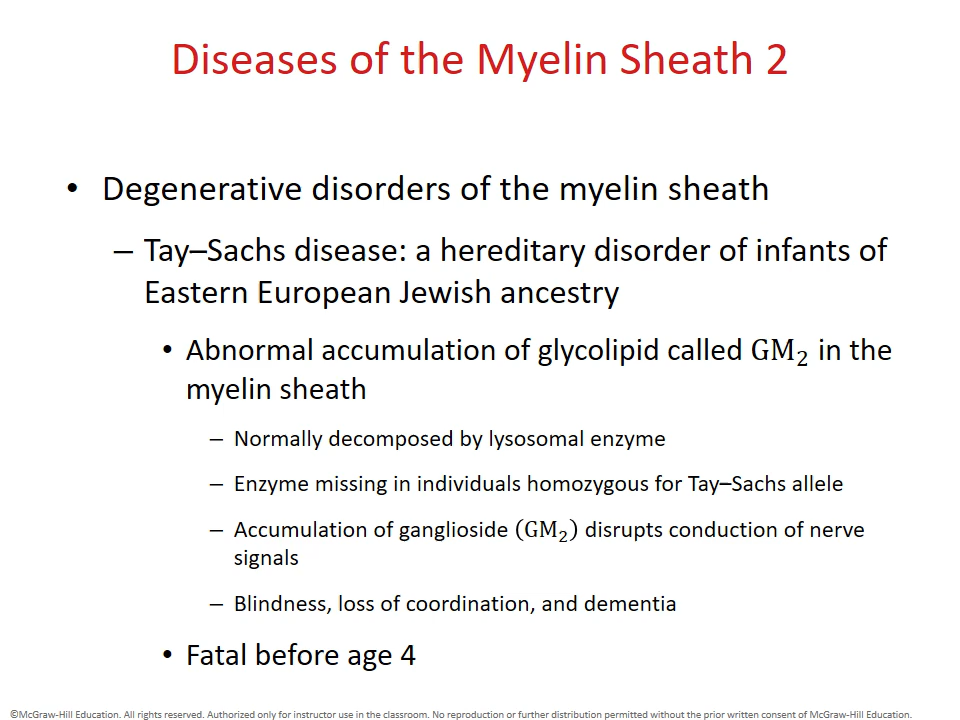 Diseases of the Myelin Sheath 2
• Degenerative disorders of the myelin sheath
– Tay–Sachs disease: a hereditary disorder of infants of
Eastern European Jewish ancestry
• Abnormal accumulation of glycolipid called GM₂ in the
myelin sheath
– Normally decomposed by lysosomal enzyme
– Enzyme missing in individuals homozygous for Tay–Sachs allele
– Accumulation of ganglioside (GM₂) disrupts conduction of nerve
signals
– Blindness, loss of coordination, and dementia
• Fatal before age 4
©McGraw-Hill Education. All rights reserved. Authorized only for instructor use in the classroom. No reproduction or further distribution permitted without the prior written consent of McGraw-Hill Education.